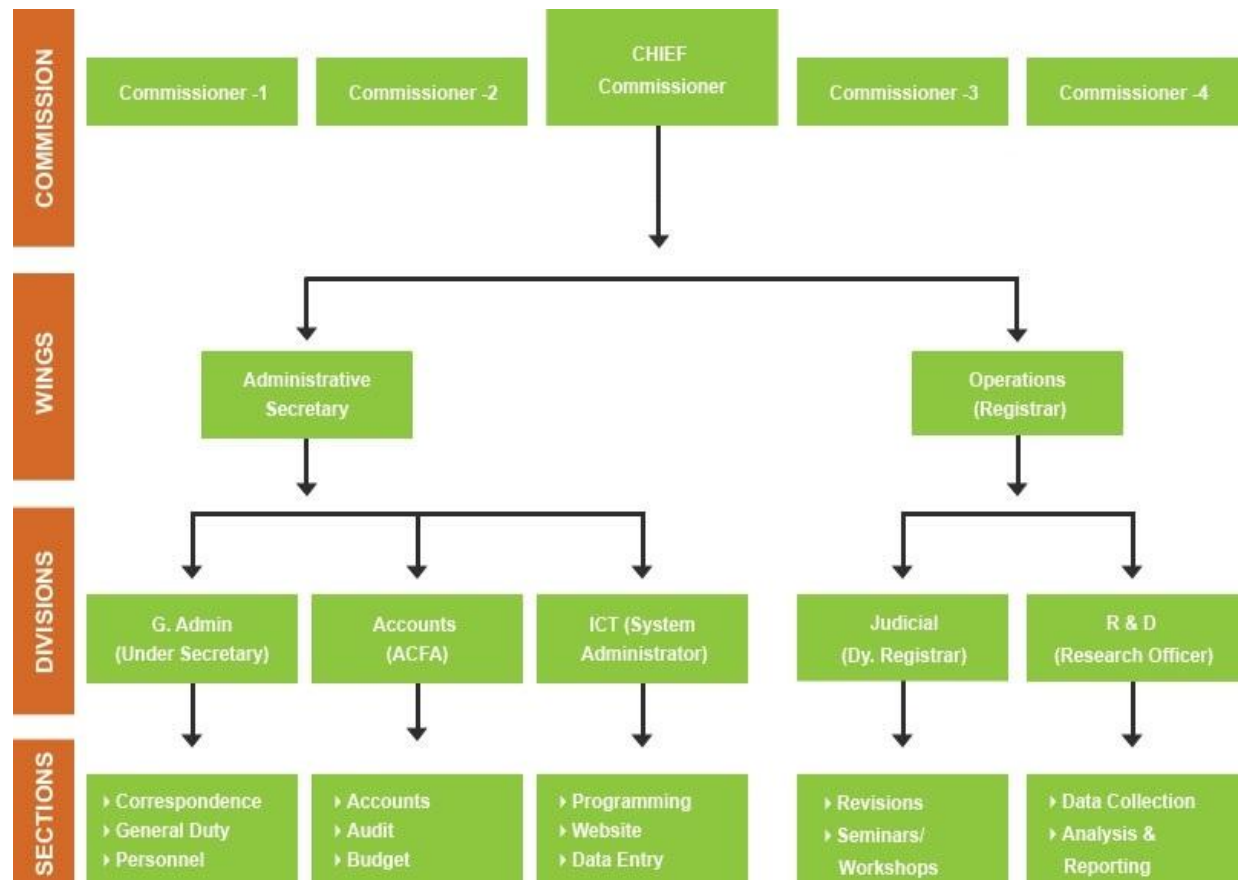 COMMISSION
Commissioner -1
Commissioner -2
CHIEF
Commissioner
Commissioner -3
Commissioner -4
WINGS
Administrative
Secretary
Operations
(Registrar)
DIVISIONS
G. Admin
(Under Secretary)
Accounts
(ACFA)
ICT (System
Administrator)
Judicial
(Dy. Registrar)
R & D
(Research Officer)
SECTIONS
Correspondence
General Duty
Personnel
Accounts
Audit
Budget
Programming
Website
Data Entry
Revisions
Seminars/
Workshops
Data Collection
Analysis &
Reporting